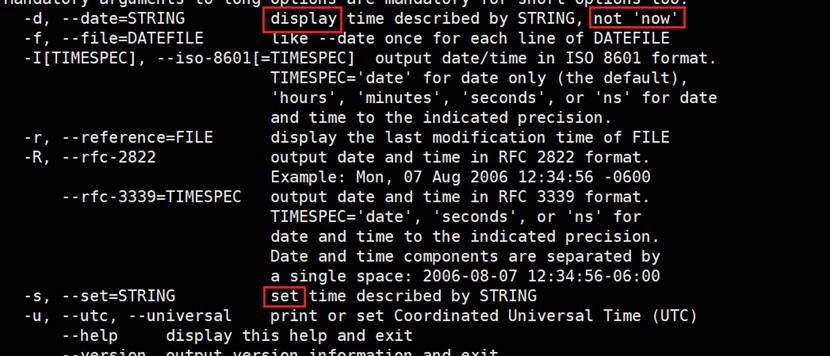 Mandatory arguments to long options are mandatory for short options too.
-d, --date=STRING display time described by STRING, not 'now'
-f, --file=DATEFILE like --date once for each line of DATEFILE
-I[TIMESPEC], --iso-8601[=TIMESPEC] output date/time in ISO 8601 format.
TIMESPEC='date' for date only (the default),
'hours', 'minutes', 'seconds', or 'ns' for date
and time to the indicated precision.
-r, --reference=FILE display the last modification time of FILE
-R, --rfc-2822 output date and time in RFC 2822 format.
Example: Mon, 07 Aug 2006 12:34:56 -0600
--rfc-3339=TIMESPEC output date and time in RFC 3339 format.
TIMESPEC='date', 'seconds', or 'ns' for
date and time to the indicated precision.
Date and time components are separated by
a single space: 2006-08-07 12:34:56-06:00
-s, --set=STRING set time described by STRING
-u, --utc, --universal print or set Coordinated Universal Time (UTC)
--help display this help and exit
--version output version information and exit